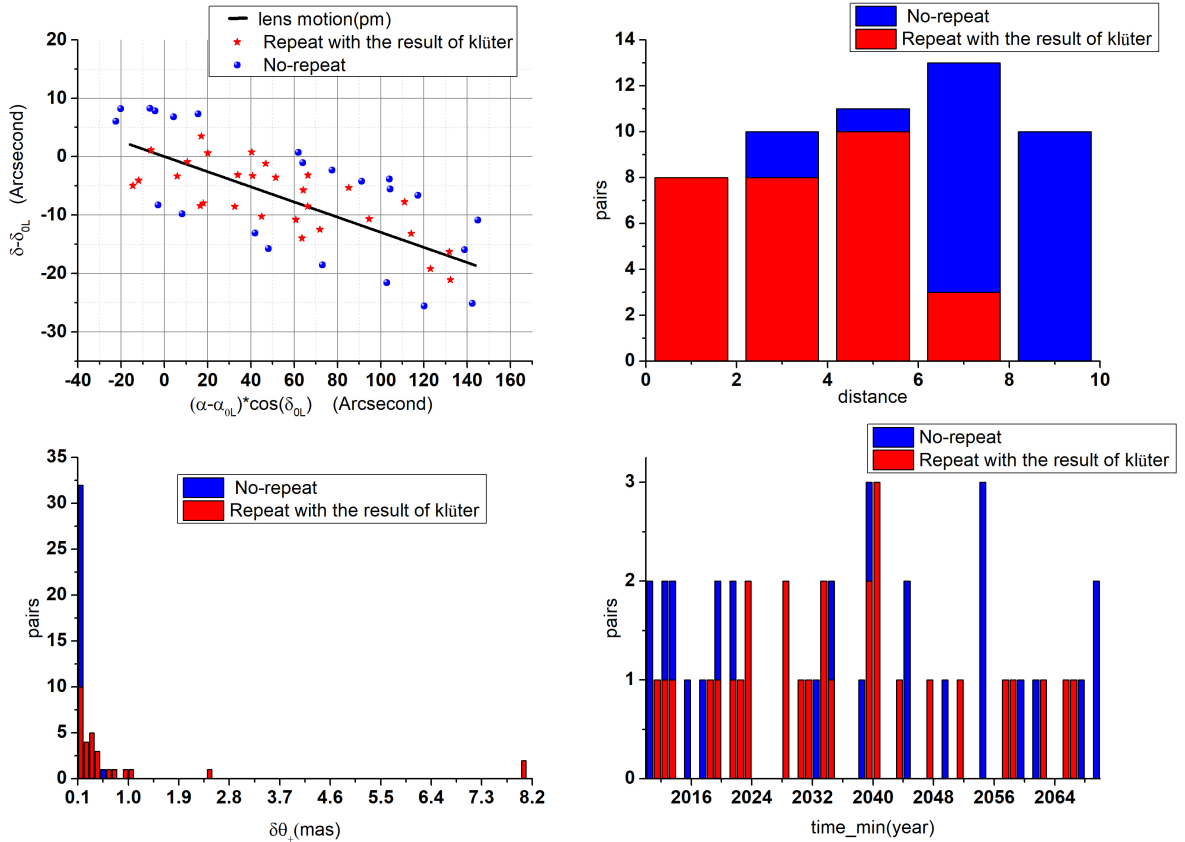 lens motion(pm)
Repeat with the result of klüter
No-repeat
10
0
-10
-20
-30
δ-δ0L (Arcsecond)
-40 -20 0 20 40 60 80 100 120 140 160
(α-α0L)*cos(δ0L) (Arcsecond)
No-repeat
Repeat with the result of klüter
14
12
10
8
6
4
2
0
pairs
0 2 4 6 8 10
distance
No-repeat
Repeat with the result of klüter
35
30
25
20
15
10
5
0
pairs
0.1 1.0 1.9 2.8 3.7 4.6 5.5 6.4 7.3 8.2
δθ+(mas)
No-repeat
Repeat with the result of klüter
3
2
1
0
pairs
2016 2024 2032 2040 2048 2056 2064
time_min(year)